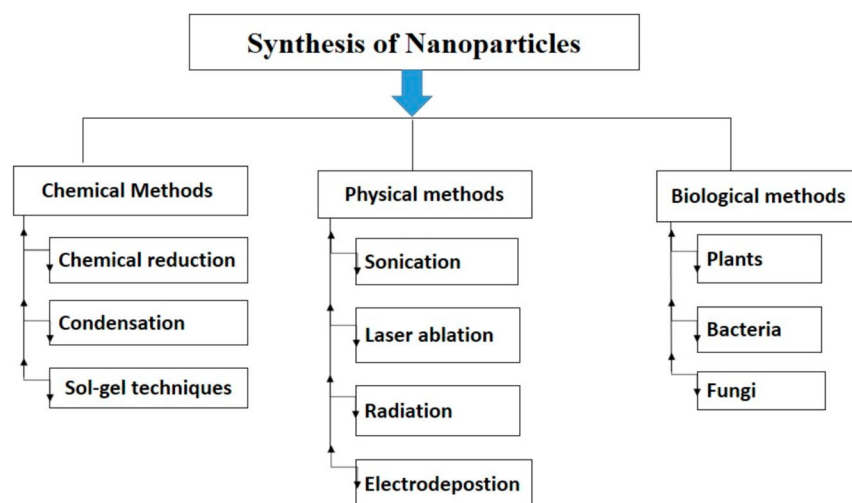 Synthesis of Nanoparticles
Chemical Methods
Chemical reduction
Condensation
Sol-gel techniques
Physical methods
Sonication
Laser ablation
Radiation
Electrodepostion
Biological methods
Plants
Bacteria
Fungi